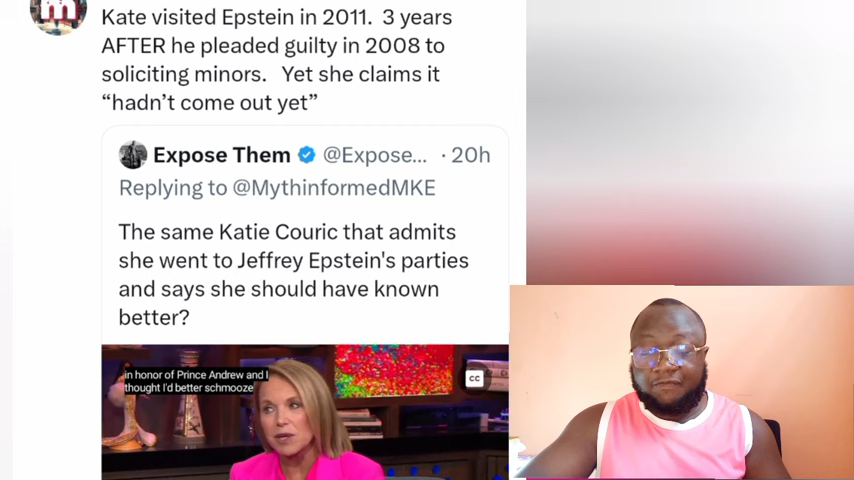 Kate visited Epstein in 2011. 3 years
AFTER he pleaded guilty in 2008 to
soliciting minors. Yet she claims it
“hadn’t come out yet”
Expose Them @Expose... · 20h
Replying to @MythinformedMKE
The same Katie Couric that admits
she went to Jeffrey Epstein's parties
and says she should have known
better?
in honor of Prince Andrew and I
thought I'd better schmooze
CC